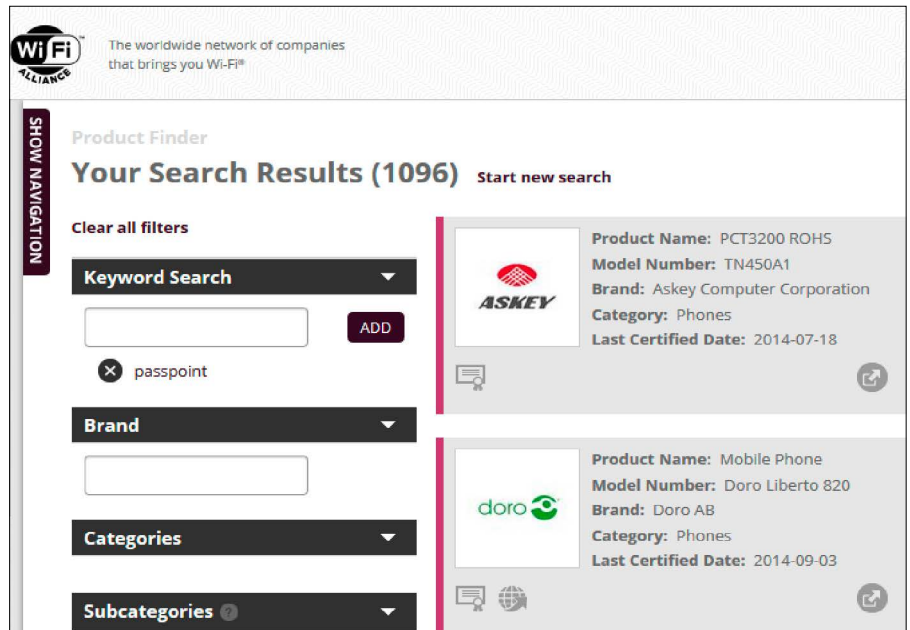 Wi Fi
ALLIANCE
™
The worldwide network of companies
that brings you Wi-Fi®
SHOW NAVIGATION
Product Finder
Your Search Results (1096) Start new search
Clear all filters
Keyword Search
ADD
passpoint
Brand
Categories
Subcategories ?
ASKEY
Product Name: PCT3200 ROHS
Model Number: TN450A1
Brand: Askey Computer Corporation
Category: Phones
Last Certified Date: 2014-07-18
doro
Product Name: Mobile Phone
Model Number: Doro Liberto 820
Brand: Doro AB
Category: Phones
Last Certified Date: 2014-09-03